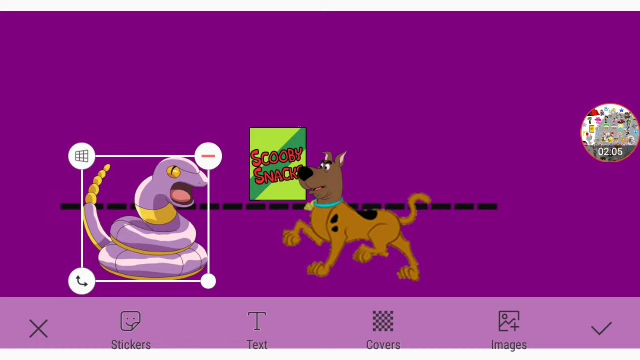 SCOOBY
SNACKS
02:05
Stickers
Text
Covers
Images